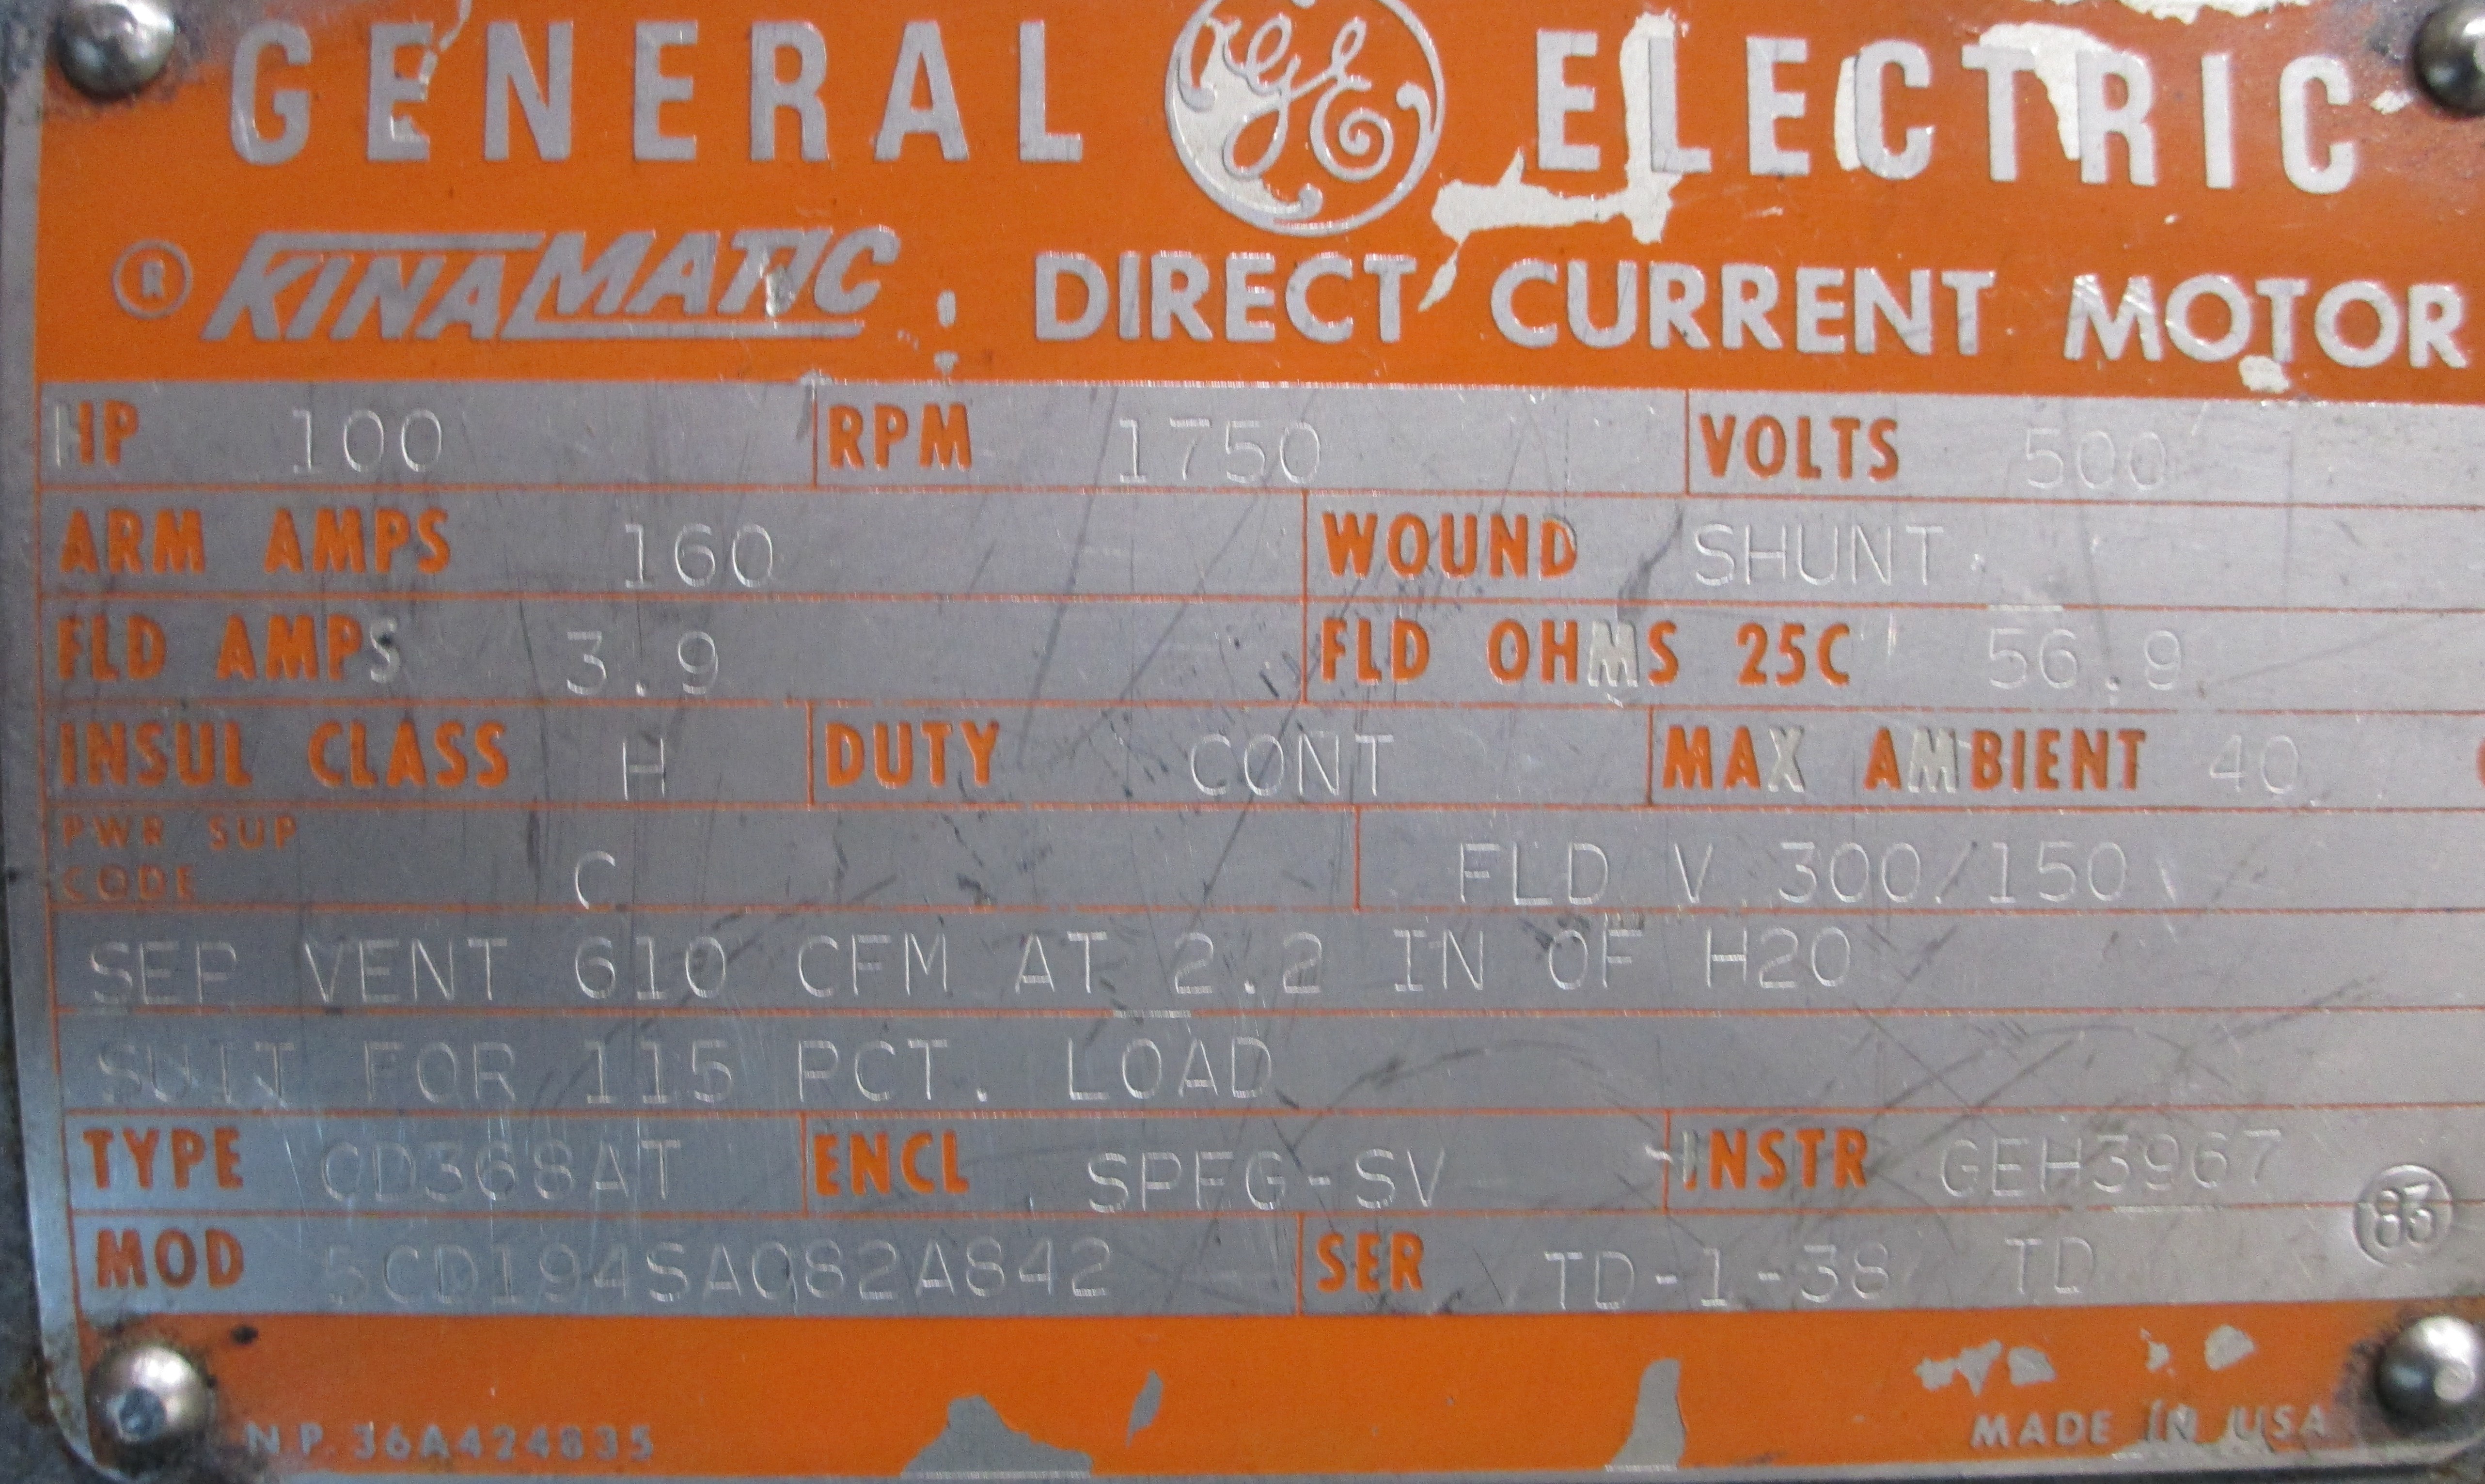 GENERAL GE ELECTRIC
® KINAMATIC DIRECT CURRENT MOTOR
HP 100 RPM 1750 VOLTS 500
ARM AMPS 160 WOUND SHUNT
FLD AMPS 3.9 FLD OHMS 25C 56.9
INSUL CLASS H DUTY CONT MAX AMBIENT 40
PWR SUP
CODE C FLD V 300/150
SEP VENT 610 CFM AT 2.2 IN OF H2O
SUIT FOR 115 PCT. LOAD
TYPE CD368AT ENCL SPFG-SV INSTR GEH3967
MOD 5CD194SA082A842 SER TD-1-38 TD 83
N.P. 36A424835 MADE IN USA